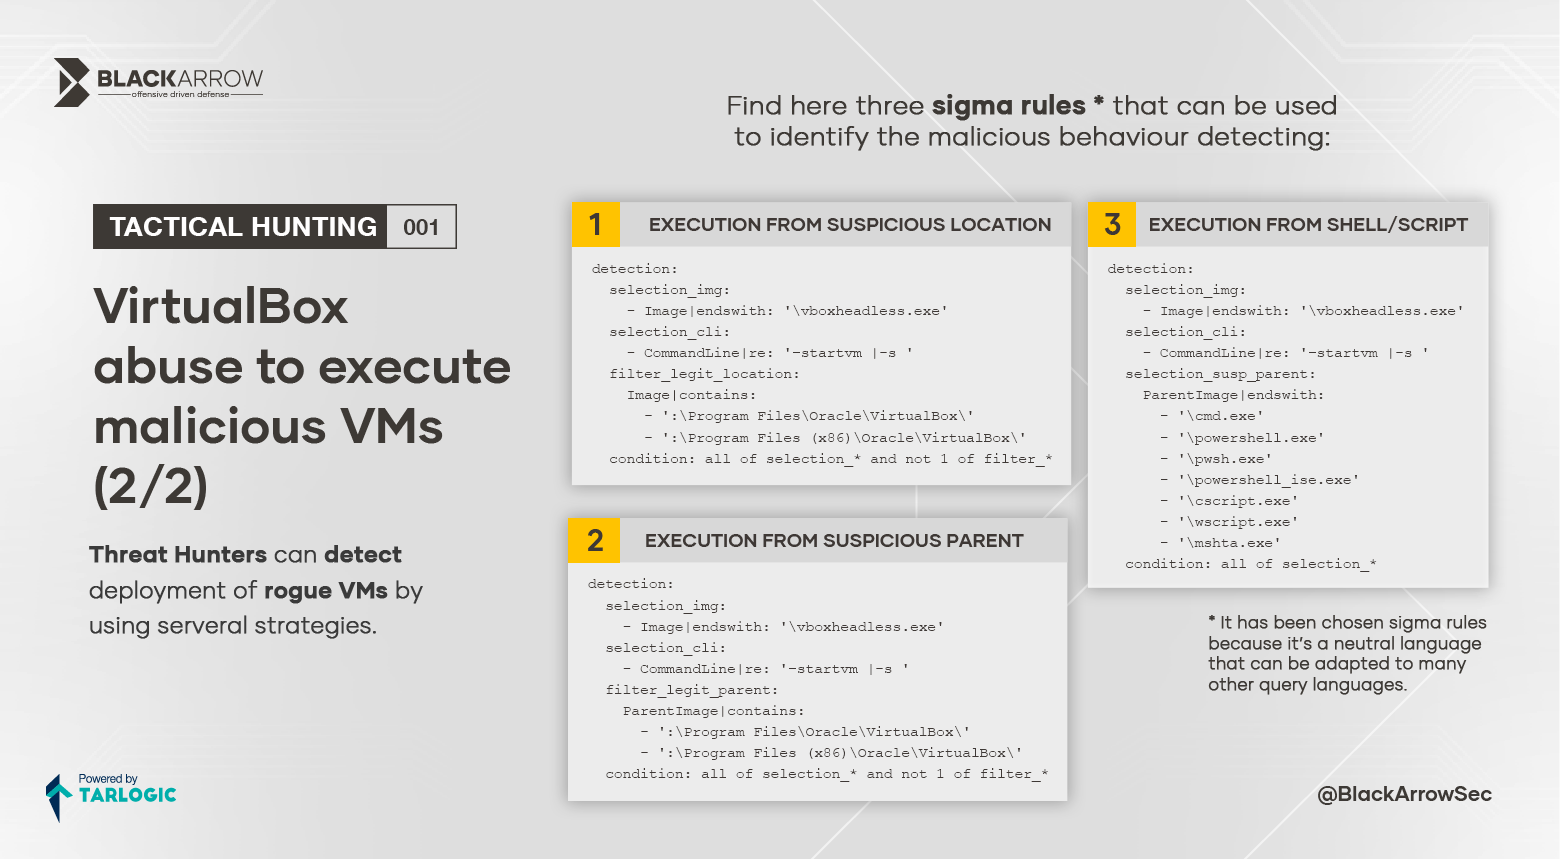 BLACKARROW
offensive driven defense
Find here three sigma rules * that can be used
to identify the malicious behaviour detecting:
TACTICAL HUNTING 001
VirtualBox
abuse to execute
malicious VMs
(2/2)
Threat Hunters can detect
deployment of rogue VMs by
using serveral strategies.
1 EXECUTION FROM SUSPICIOUS LOCATION
detection:
  selection_img:
    - Image|endswith: '\vboxheadless.exe'
  selection_cli:
    - CommandLine|re: '-startvm |-s '
  filter_legit_location:
    Image|contains:
      - ':\Program Files\Oracle\VirtualBox\'
      - ':\Program Files (x86)\Oracle\VirtualBox\'
  condition: all of selection_* and not 1 of filter_*
2 EXECUTION FROM SUSPICIOUS PARENT
detection:
  selection_img:
    - Image|endswith: '\vboxheadless.exe'
  selection_cli:
    - CommandLine|re: '-startvm |-s '
  filter_legit_parent:
    ParentImage|contains:
      - ':\Program Files\Oracle\VirtualBox\'
      - ':\Program Files (x86)\Oracle\VirtualBox\'
  condition: all of selection_* and not 1 of filter_*
3 EXECUTION FROM SHELL/SCRIPT
detection:
  selection_img:
    - Image|endswith: '\vboxheadless.exe'
  selection_cli:
    - CommandLine|re: '-startvm |-s '
  selection_susp_parent:
    ParentImage|endswith:
      - '\cmd.exe'
      - '\powershell.exe'
      - '\pwsh.exe'
      - '\powershell_ise.exe'
      - '\cscript.exe'
      - '\wscript.exe'
      - '\mshta.exe'
  condition: all of selection_*
* It has been chosen sigma rules
because it's a neutral language
that can be adapted to many
other query languages.
Powered by
TARLOGIC
@BlackArrowSec